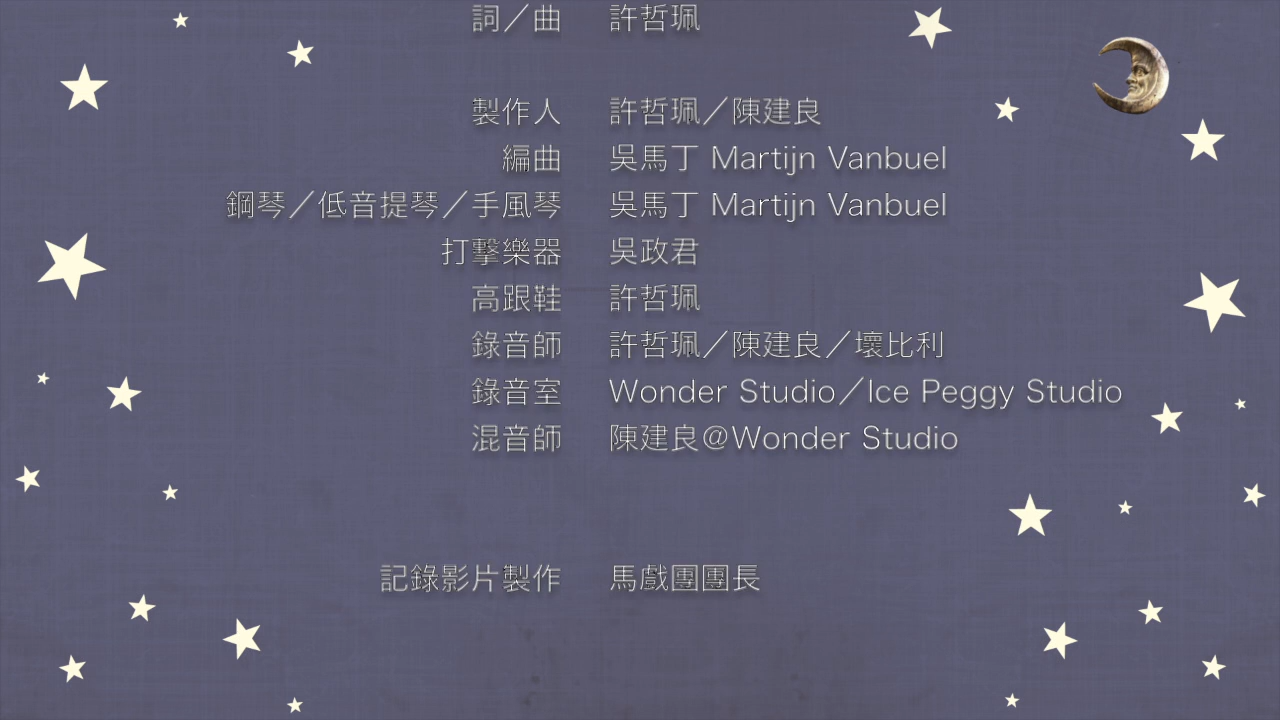 詞／曲 許哲珮
製作人 許哲珮／陳建良
編曲 吳馬丁 Martijn Vanbuel
鋼琴／低音提琴／手風琴 吳馬丁 Martijn Vanbuel
打擊樂器 吳政君
高跟鞋 許哲珮
錄音師 許哲珮／陳建良／壞比利
錄音室 Wonder Studio／Ice Peggy Studio
混音師 陳建良@Wonder Studio
記錄影片製作 馬戲團團長